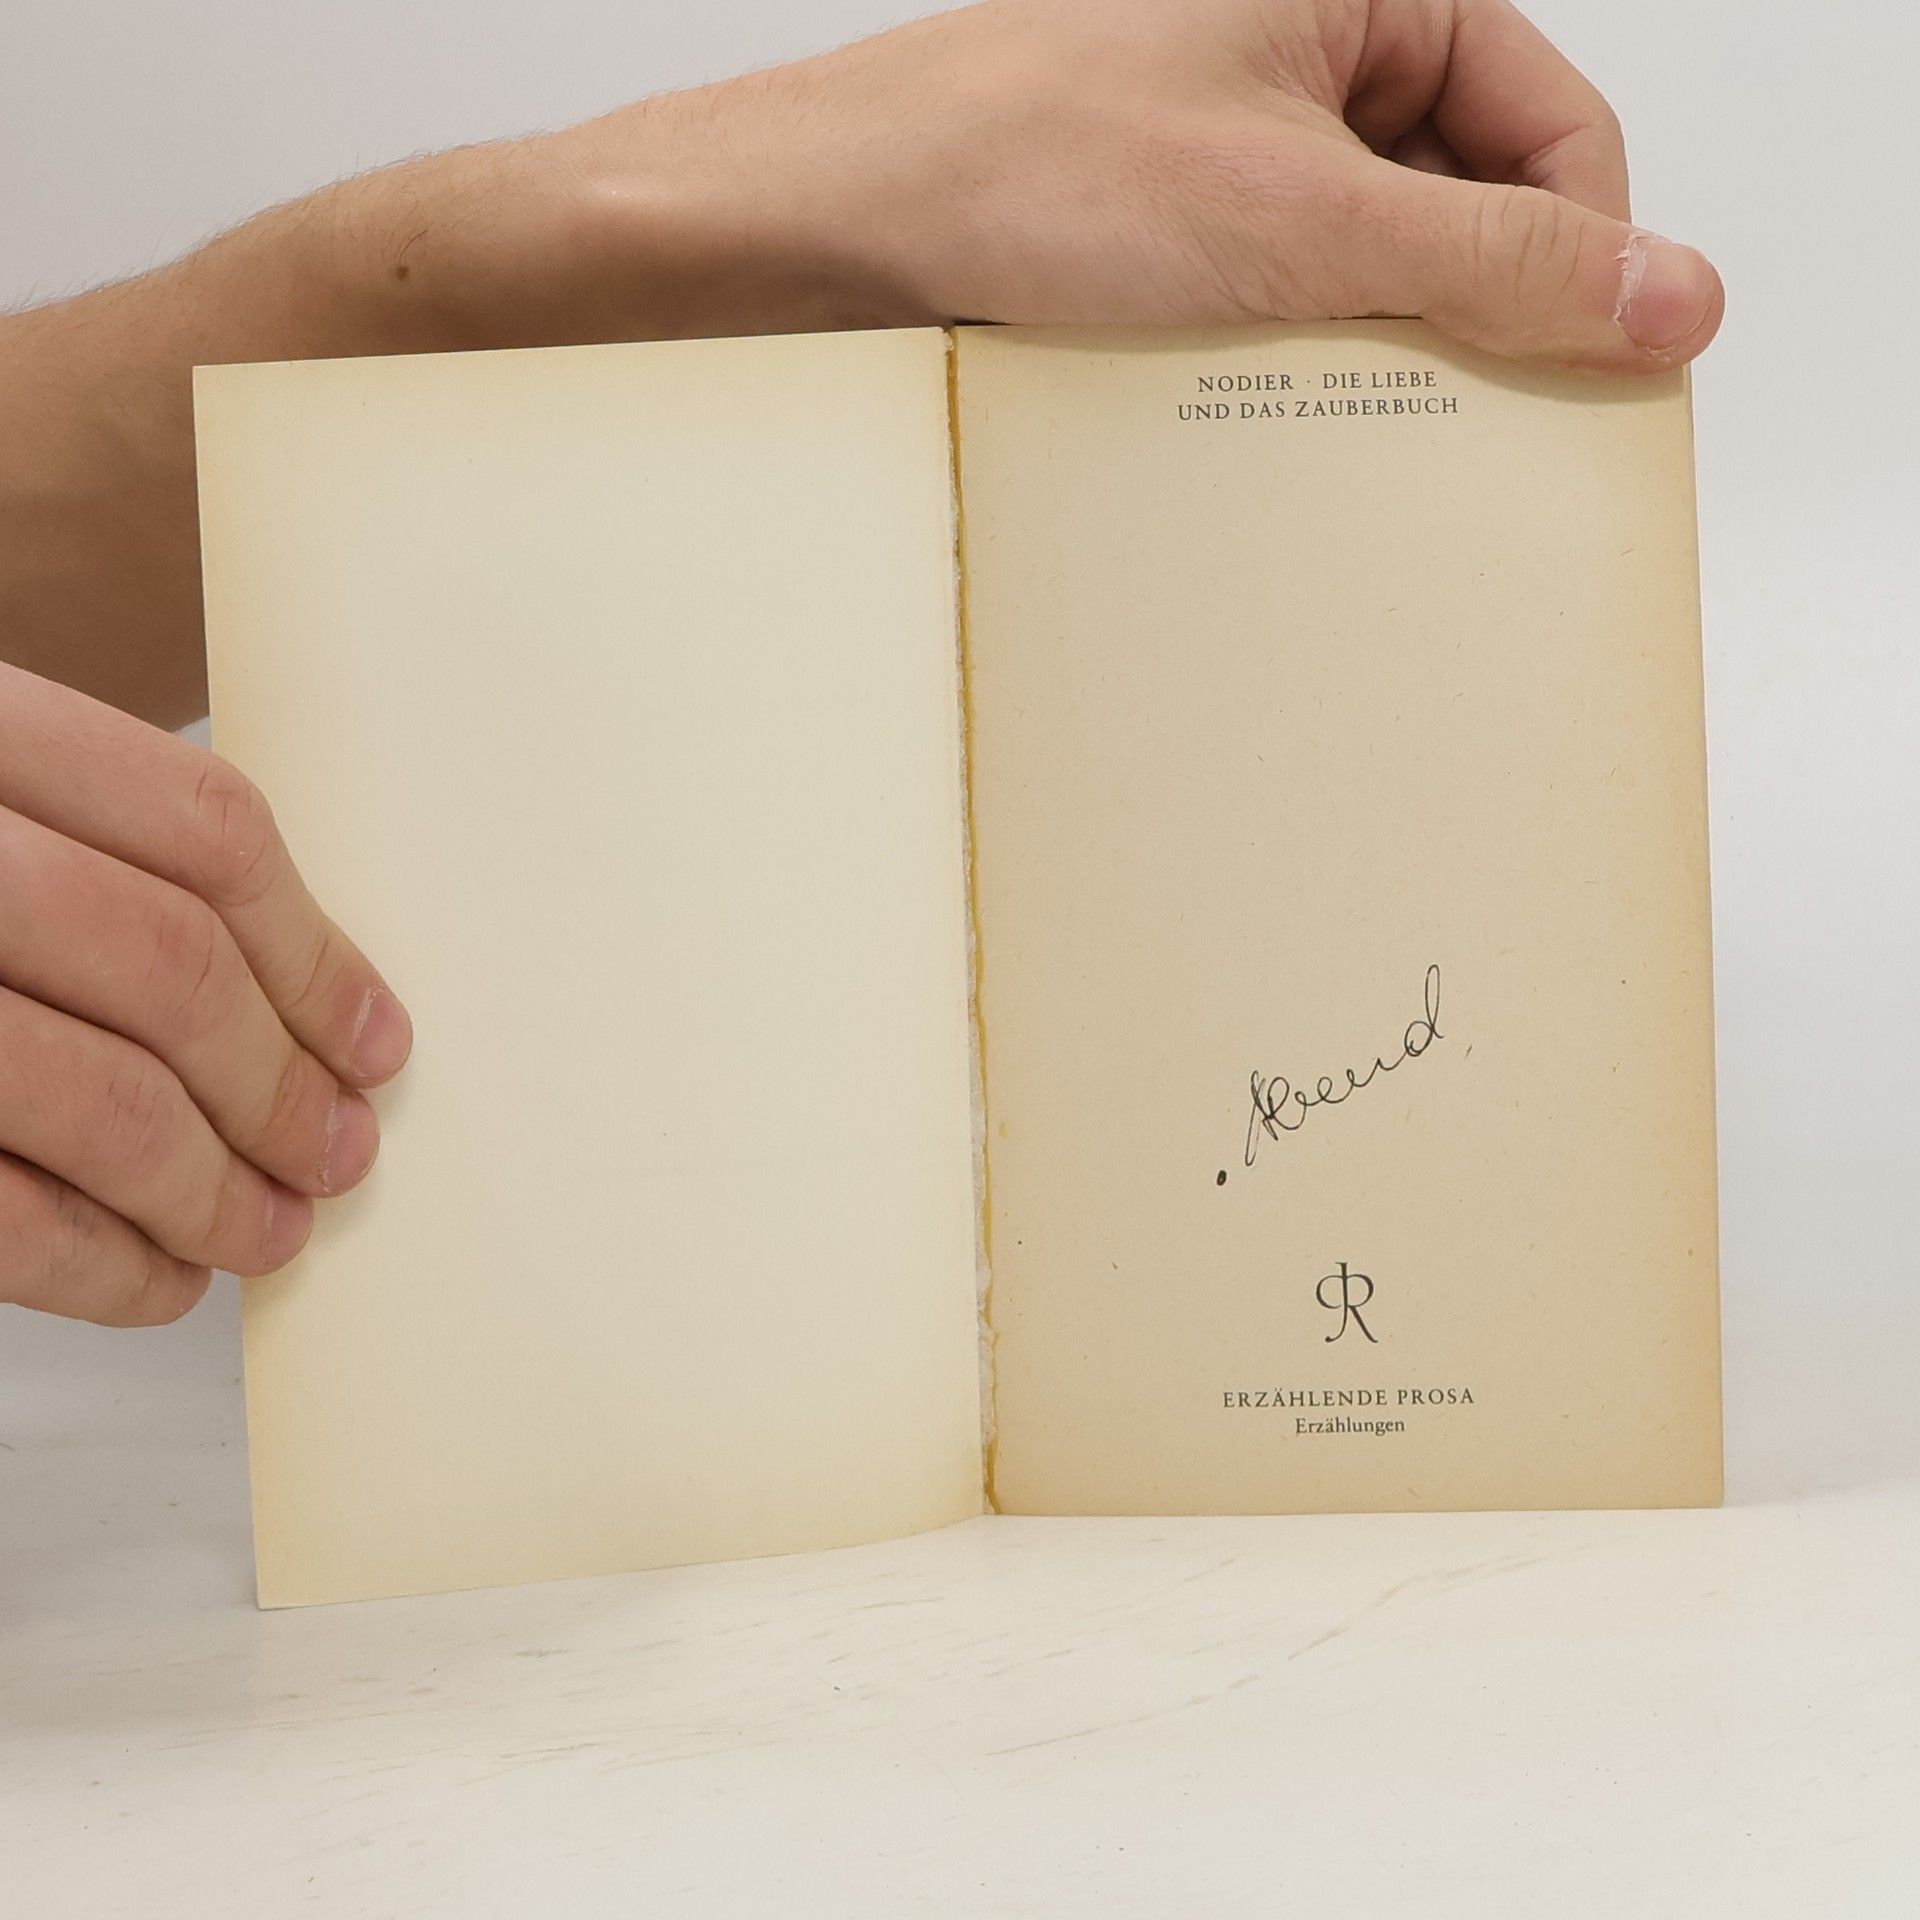 NODIER · DIE LIEBE
UND DAS ZAUBERBUCH
ERZÄHLENDE PROSA
Erzählungen